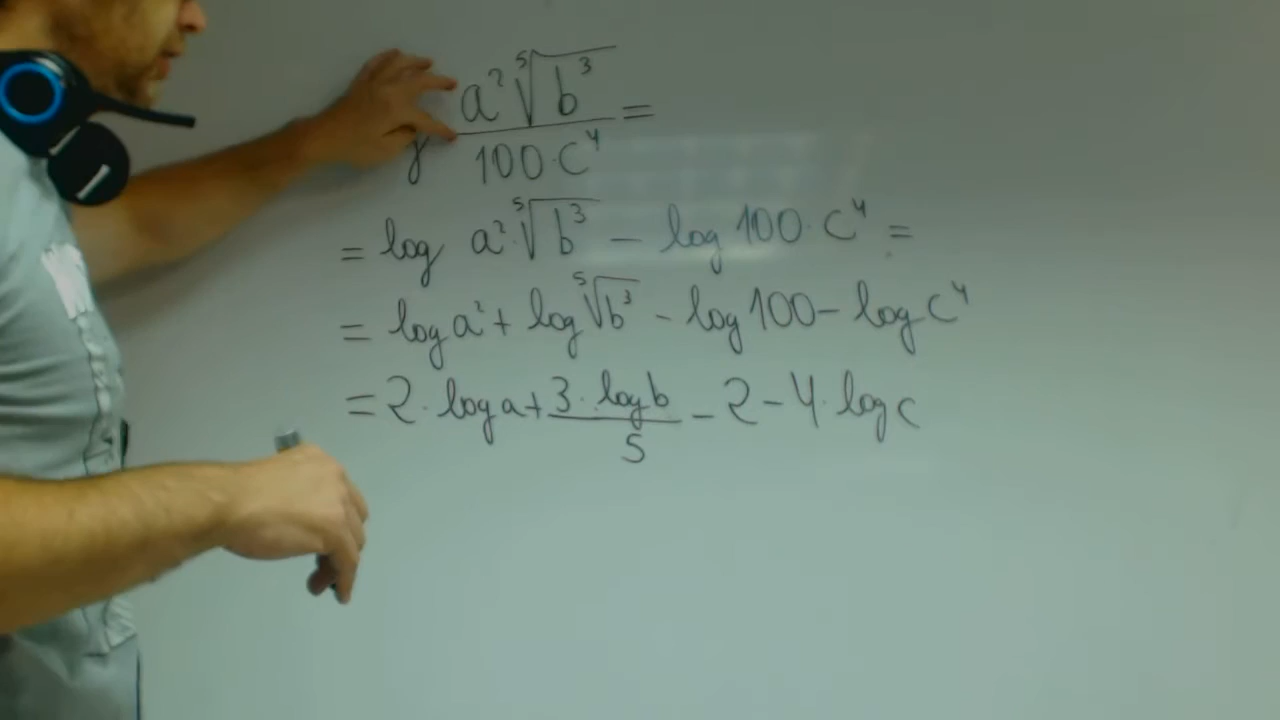 a² ⁵√b³ / 100·c⁴ =
= log a²·⁵√b³ - log 100·c⁴ =
= log a² + log ⁵√b³ - log 100 - log c⁴
= 2·log a + 3·log b / 5 - 2 - 4·log c